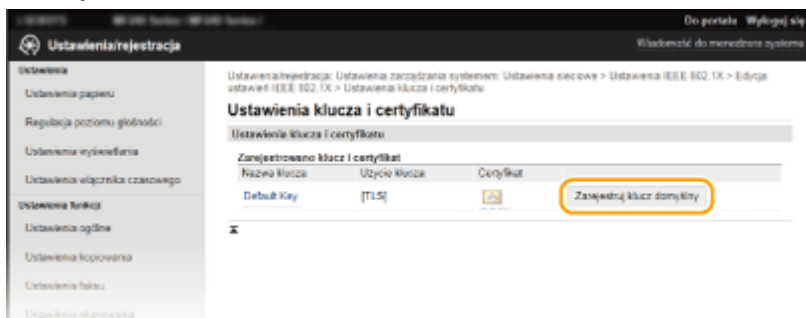 Do portalu Wyloguj się
Ustawienia/rejestracja
Wiadomość do menedżera systemu
Ustawienia
Ustawienia papieru
Regulacja poziomu głośności
Ustawienia wyświetlania
Ustawienia włącznika czasowego
Ustawienia funkcji
Ustawienia ogólne
Ustawienia kopiowania
Ustawienia faksu
Ustawienia skanowania
Ustawienia/rejestracja: Ustawienia zarządzania systemem: Ustawienia sieciowe > Ustawienia IEEE 802.1X > Edycja
ustawień IEEE 802.1X > Ustawienia klucza i certyfikatu
Ustawienia klucza i certyfikatu
Ustawienia klucza i certyfikatu
Zarejestrowano klucz i certyfikat
Nazwa klucza Użycie klucza Certyfikat
Default Key [TLS] Zarejestruj klucz domyślny